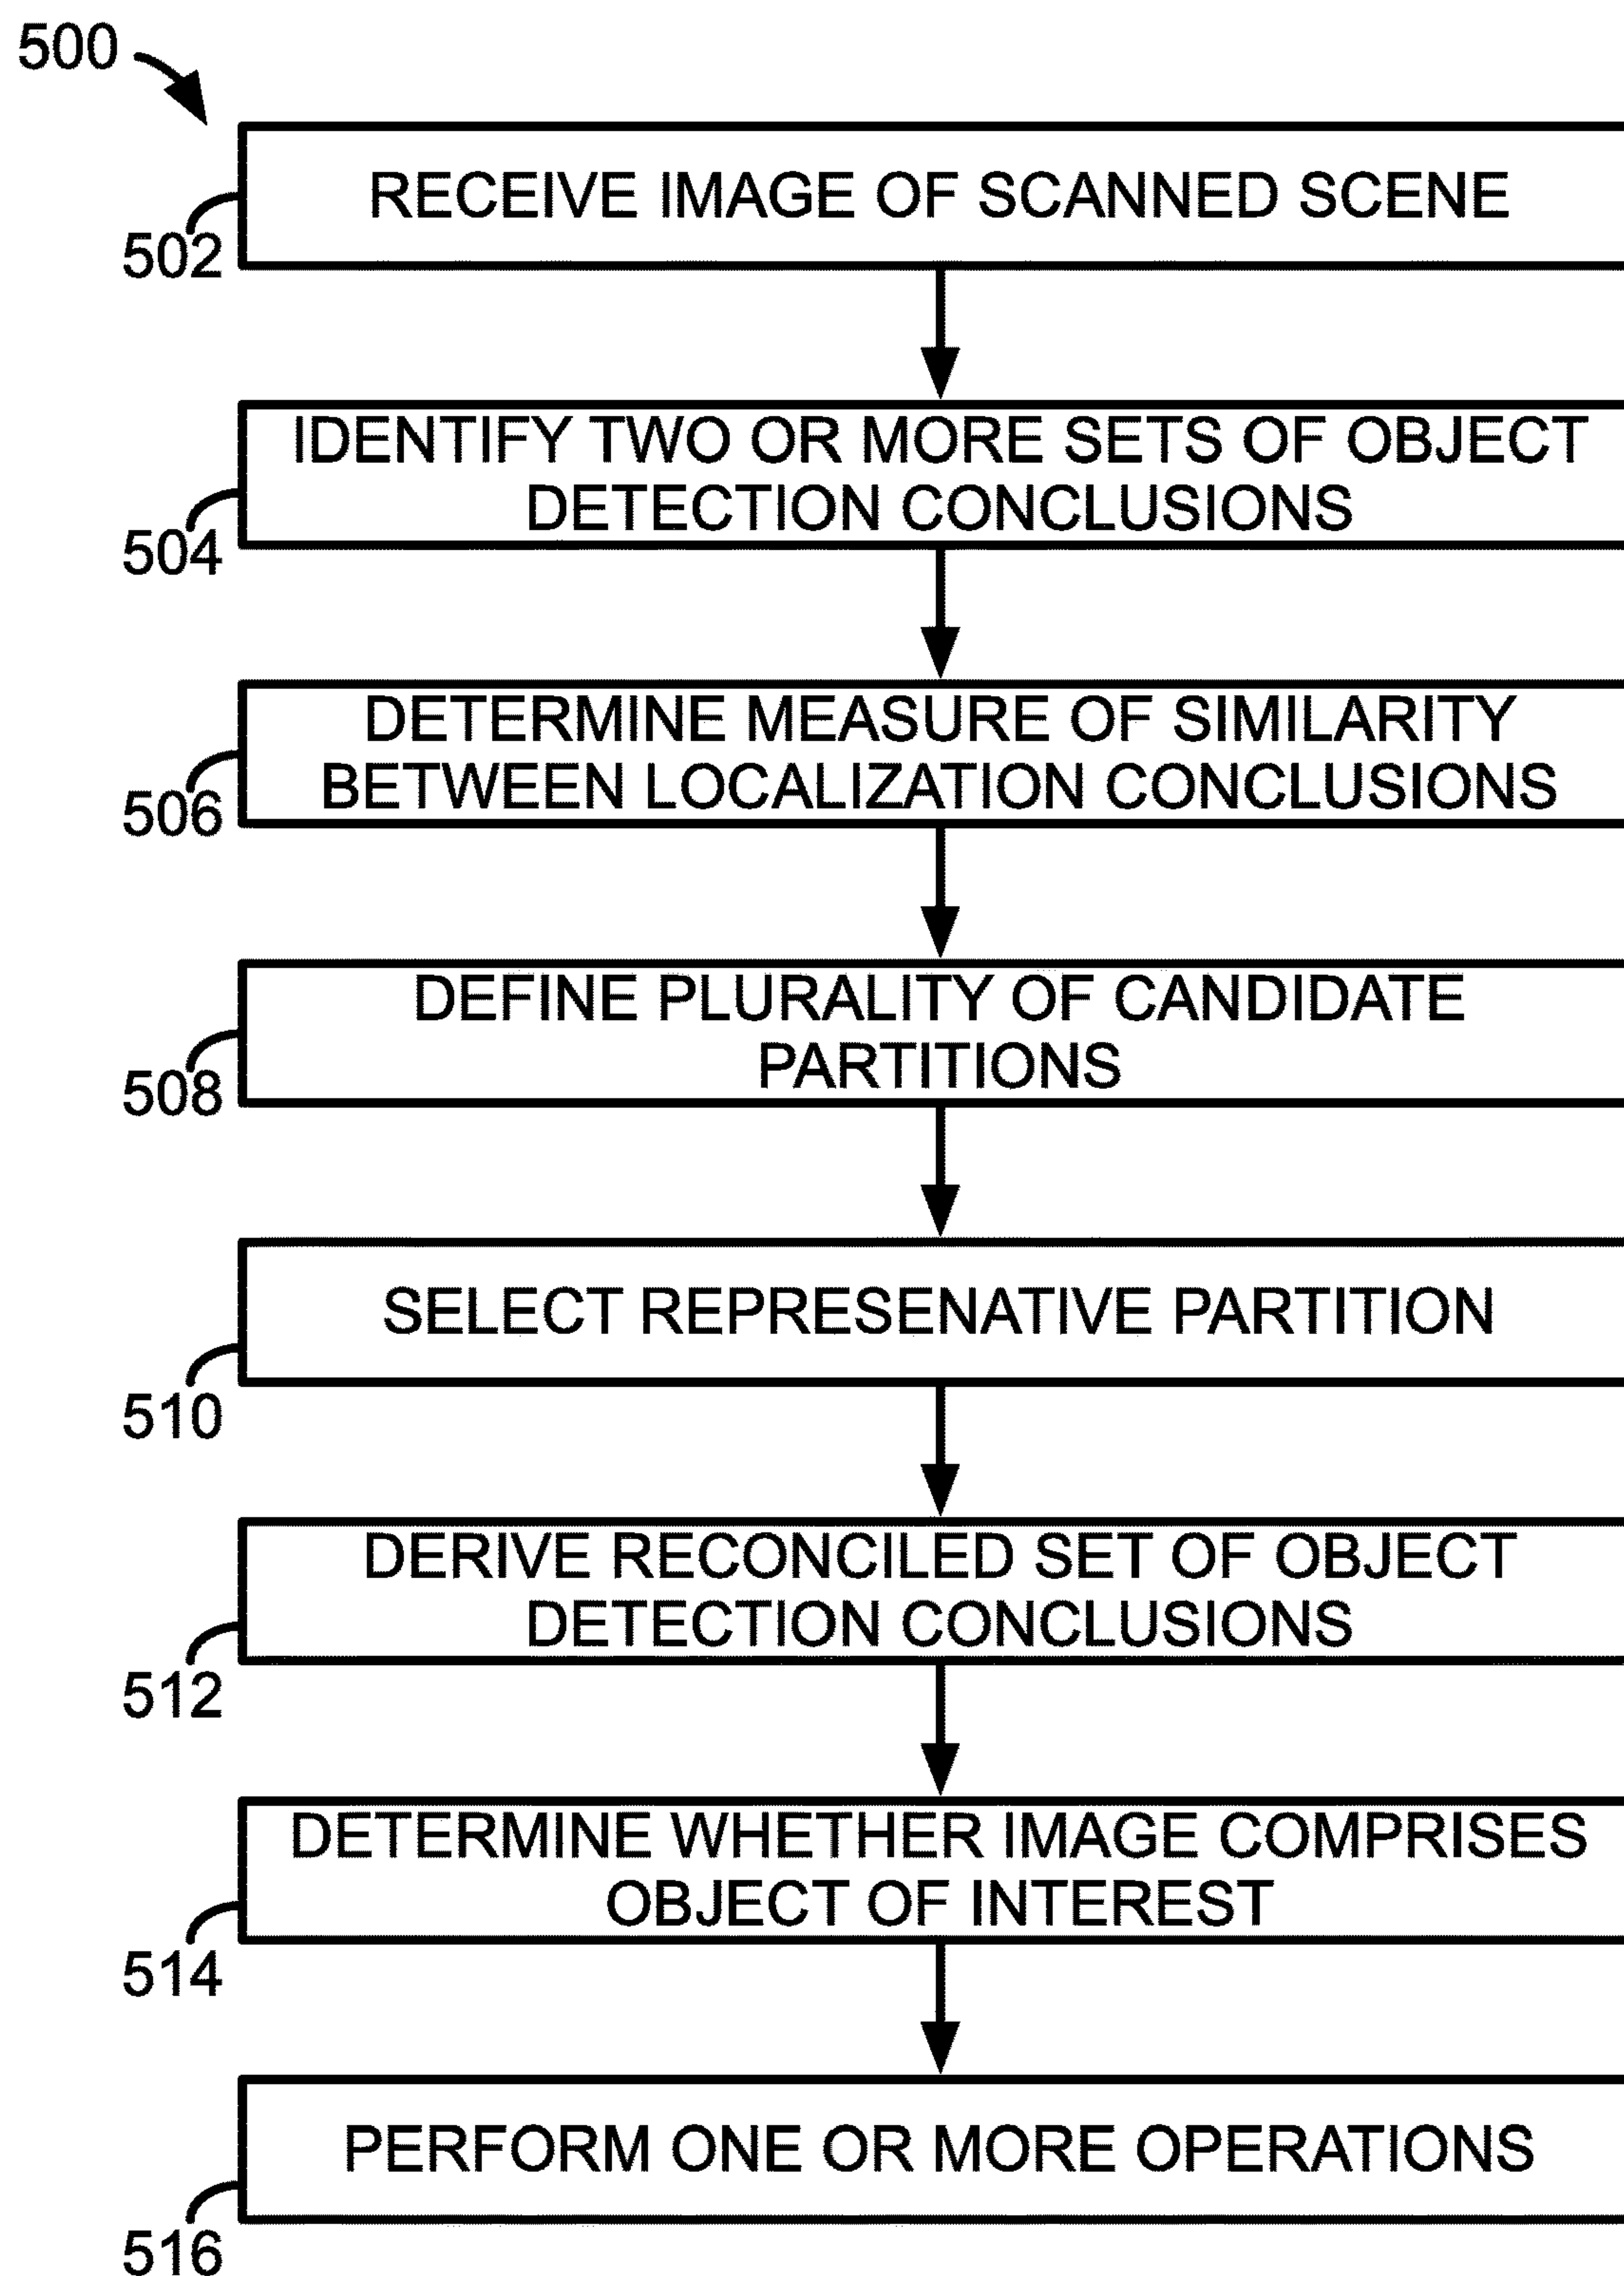 500
RECEIVE IMAGE OF SCANNED SCENE
502
IDENTIFY TWO OR MORE SETS OF OBJECT
DETECTION CONCLUSIONS
504
DETERMINE MEASURE OF SIMILARITY
BETWEEN LOCALIZATION CONCLUSIONS
506
DEFINE PLURALITY OF CANDIDATE
PARTITIONS
508
SELECT REPRESENATIVE PARTITION
510
DERIVE RECONCILED SET OF OBJECT
DETECTION CONCLUSIONS
512
DETERMINE WHETHER IMAGE COMPRISES
OBJECT OF INTEREST
514
PERFORM ONE OR MORE OPERATIONS
516